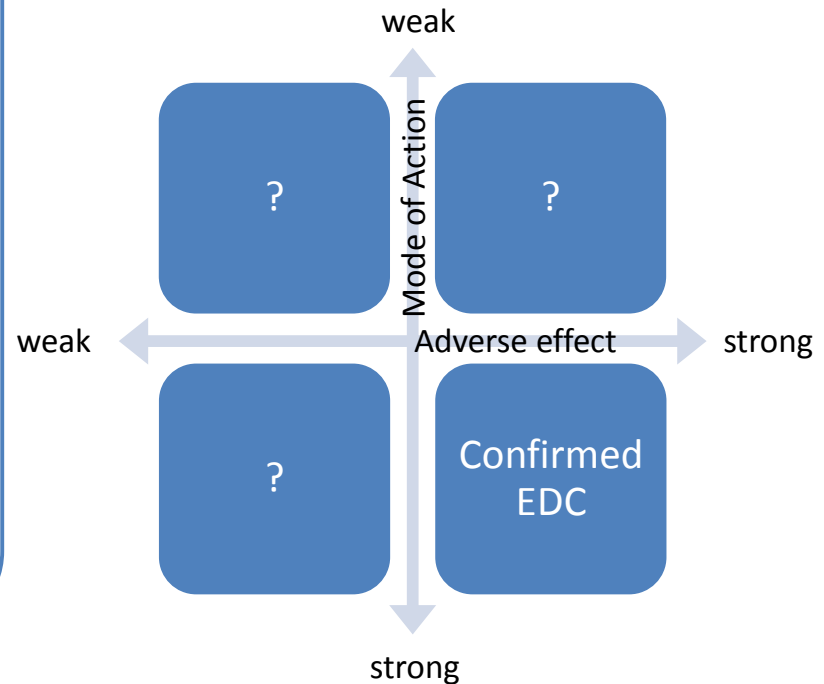 weak
Mode of Action
?
?
weak
Adverse effect
strong
?
Confirmed
EDC
strong